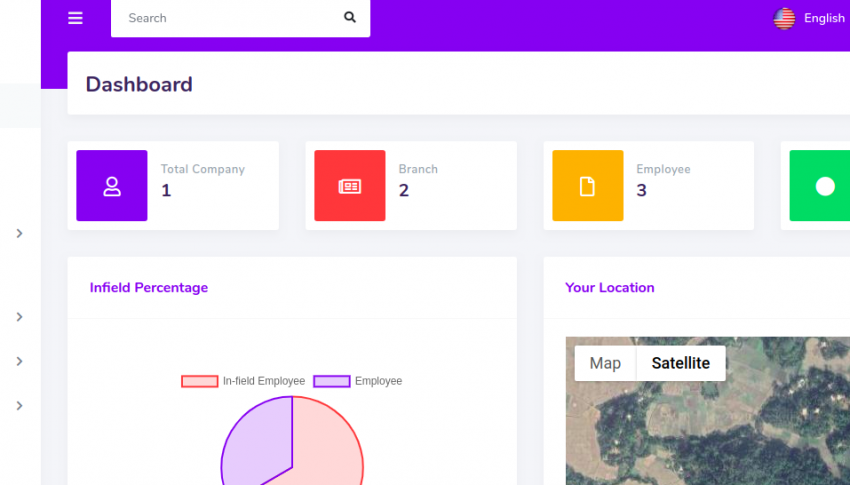 Search
English
Dashboard
Total Company
1
Branch
2
Employee
3
Infield Percentage
Your Location
In-field Employee
Employee
Map
Satellite